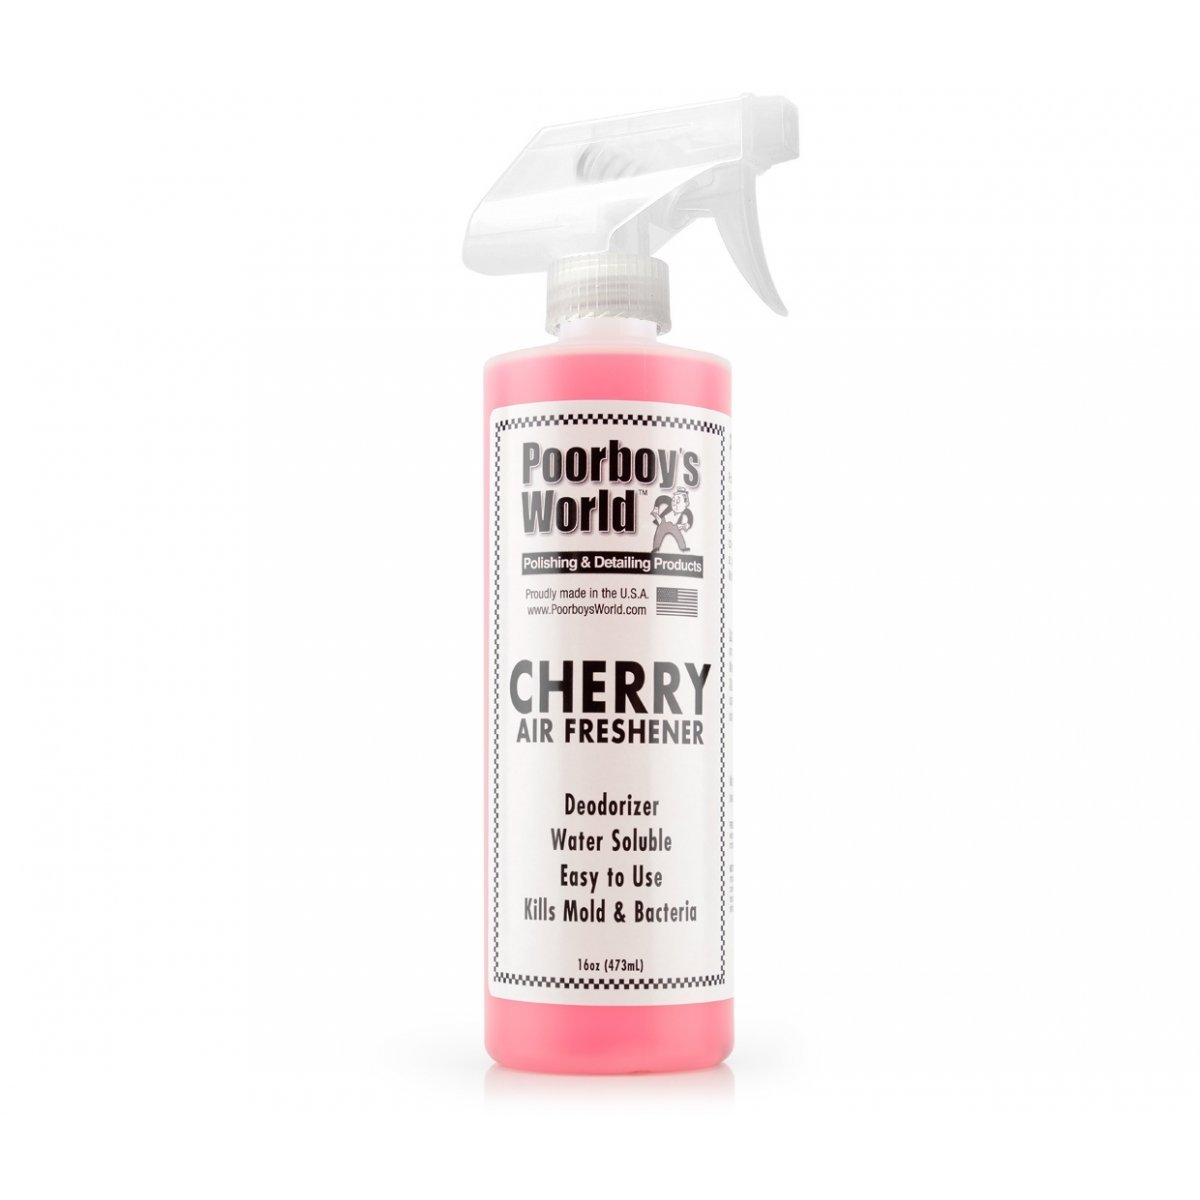 Poorboy's
World™
Polishing & Detailing Products
Proudly made in the U.S.A.
www.PoorboysWorld.com
CHERRY
AIR FRESHENER
Deodorizer
Water Soluble
Easy to Use
Kills Mold & Bacteria
16oz (473mL)